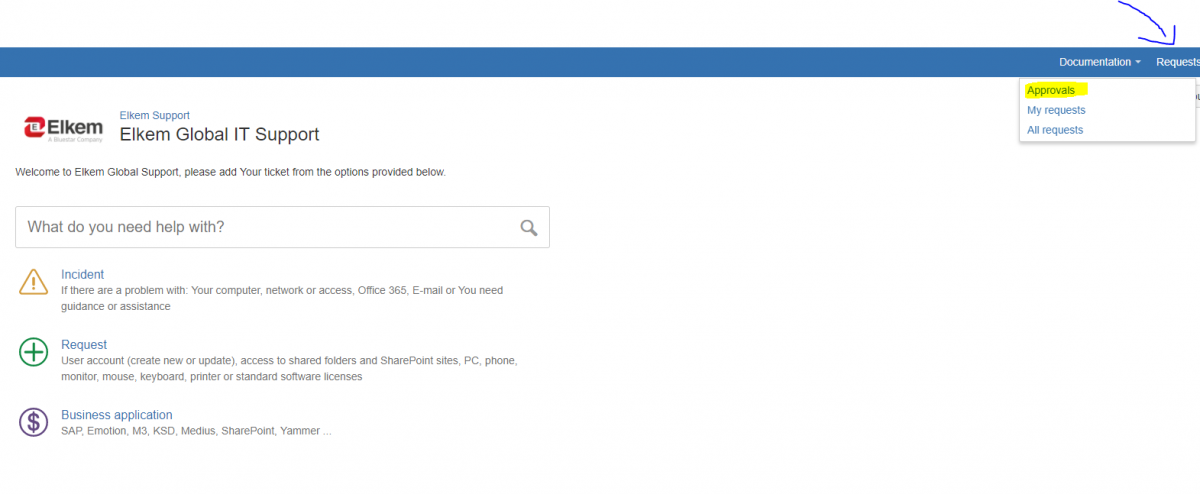 Documentation Requests
Approvals
My requests
All requests
Elkem
A Bluestar Company
Elkem Support
Elkem Global IT Support
Welcome to Elkem Global Support, please add Your ticket from the options provided below.
What do you need help with?
Incident
If there are a problem with: Your computer, network or access, Office 365, E-mail or You need
guidance or assistance
Request
User account (create new or update), access to shared folders and SharePoint sites, PC, phone,
monitor, mouse, keyboard, printer or standard software licenses
Business application
SAP, Emotion, M3, KSD, Medius, SharePoint, Yammer ...